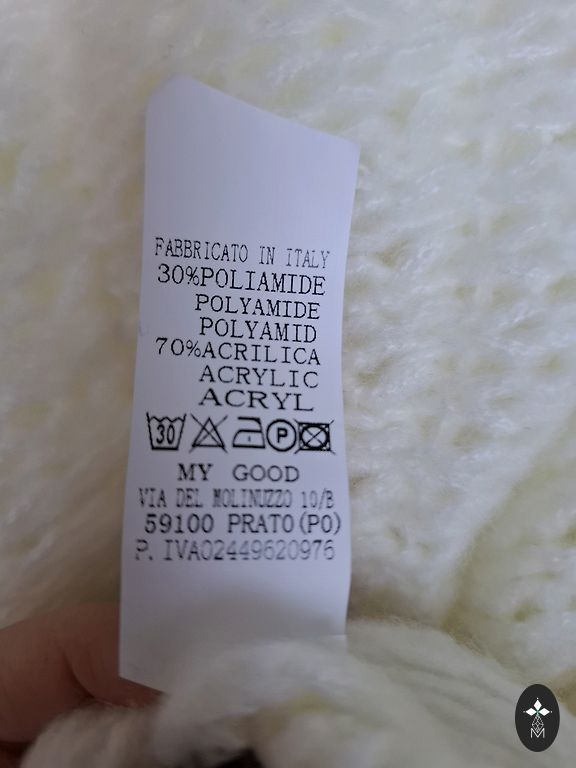 FABBRICATO IN ITALY
30%POLIAMIDE
POLYAMIDE
POLYAMID
70%ACRILICA
ACRYLIC
ACRYL
30 P
MY GOOD
VIA DEL MOLINUZZO 10/B
59100 PRATO(PO)
P. IVA02449620976
M